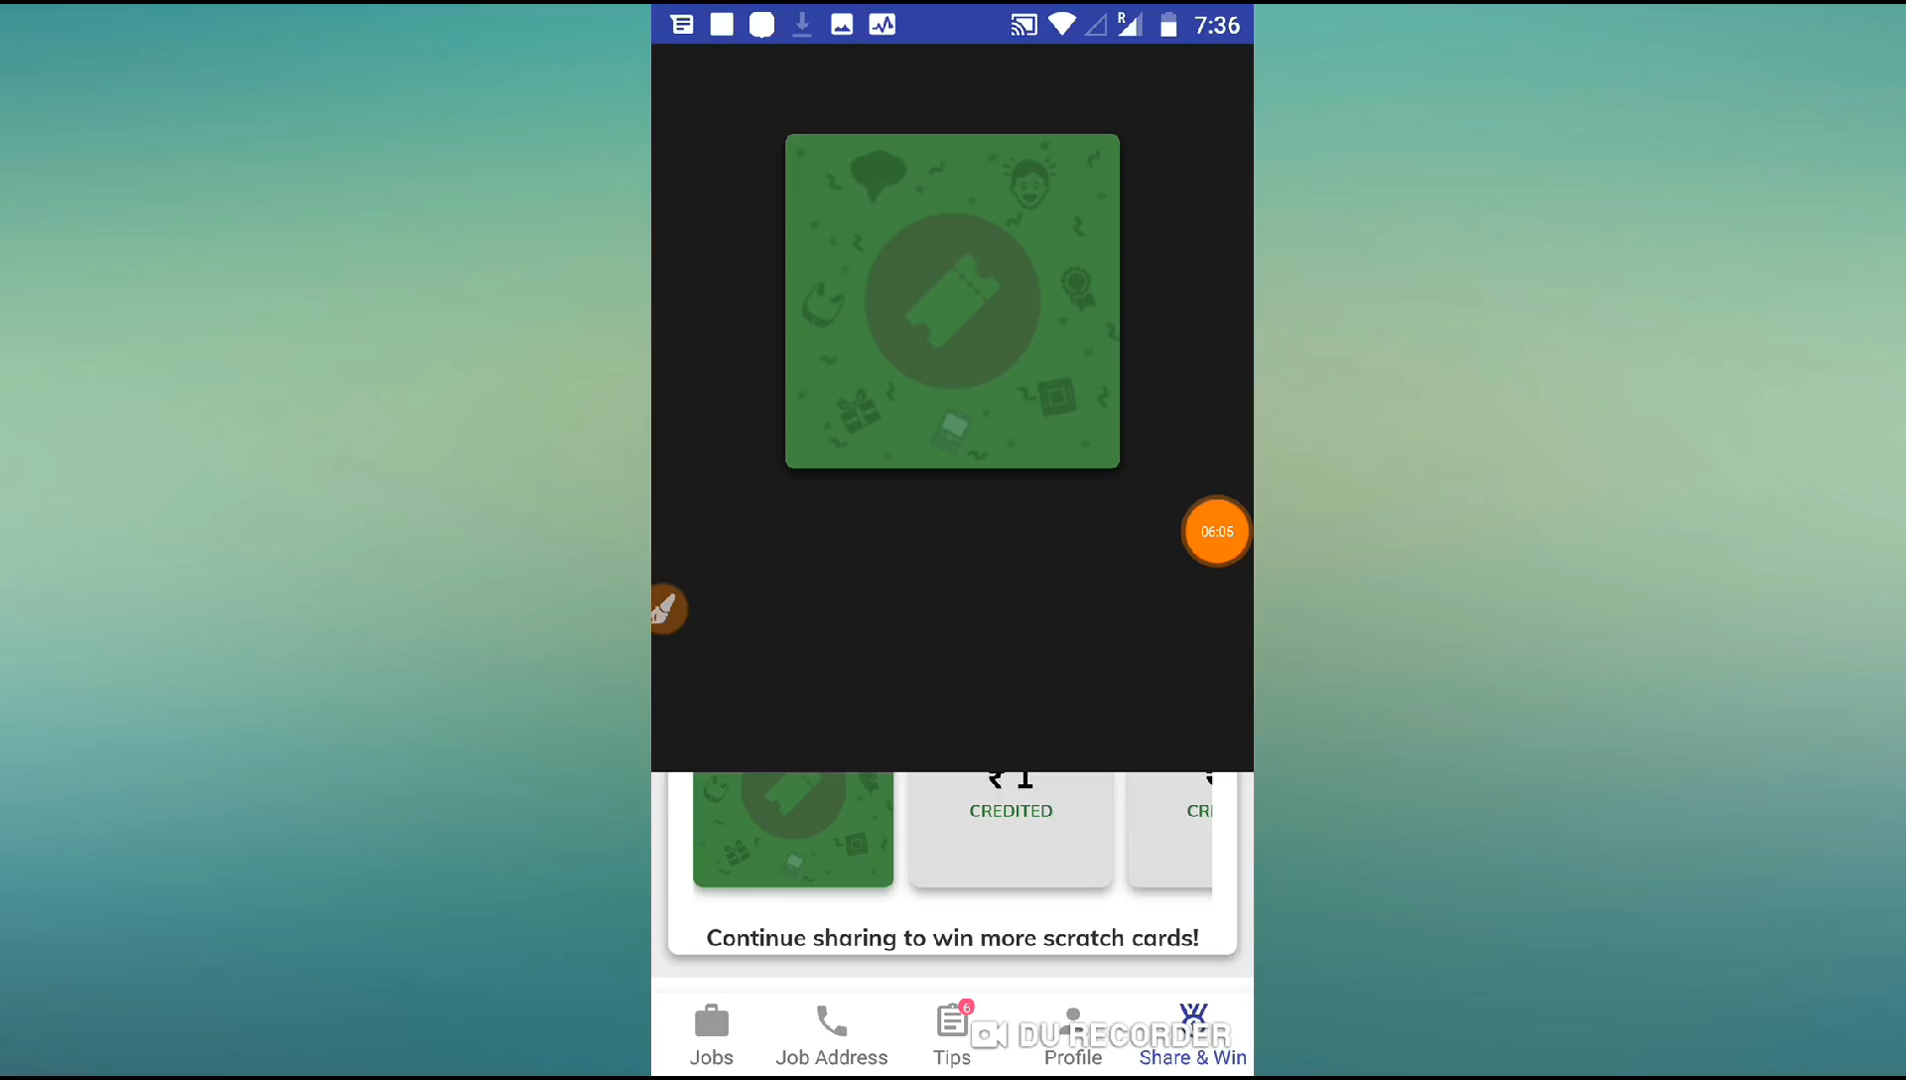 7:36
R
06:05
₹ 1
CREDITED
CR
Continue sharing to win more scratch cards!
6
DU RECORDER
Jobs
Job Address
Tips
Profile
Share & Win